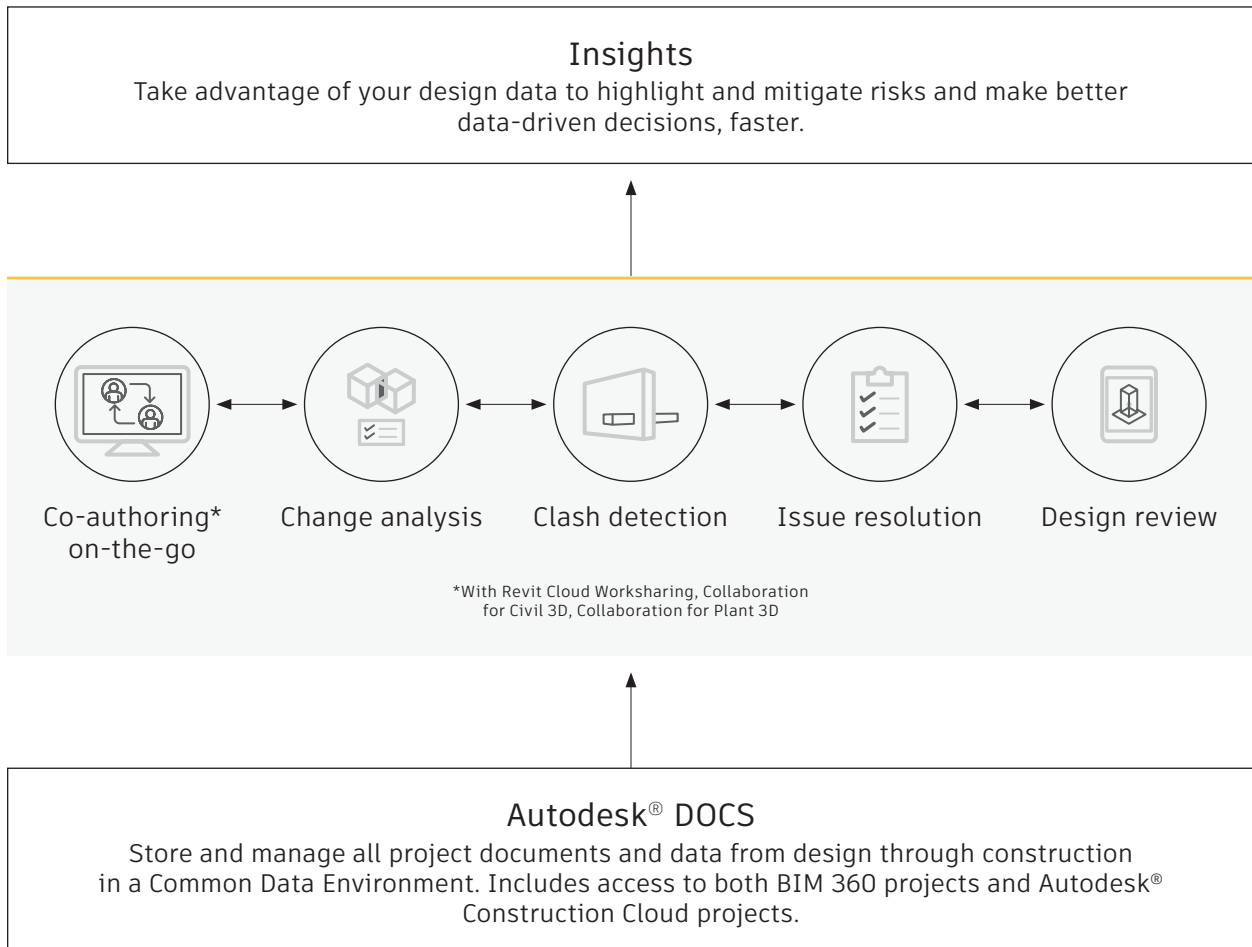 Insights
Take advantage of your design data to highlight and mitigate risks and make better
data-driven decisions, faster.
Co-authoring*
on-the-go
Change analysis
Clash detection
Issue resolution
Design review
*With Revit Cloud Worksharing, Collaboration
for Civil 3D, Collaboration for Plant 3D
Autodesk® DOCS
Store and manage all project documents and data from design through construction
in a Common Data Environment. Includes access to both BIM 360 projects and Autodesk®
Construction Cloud projects.